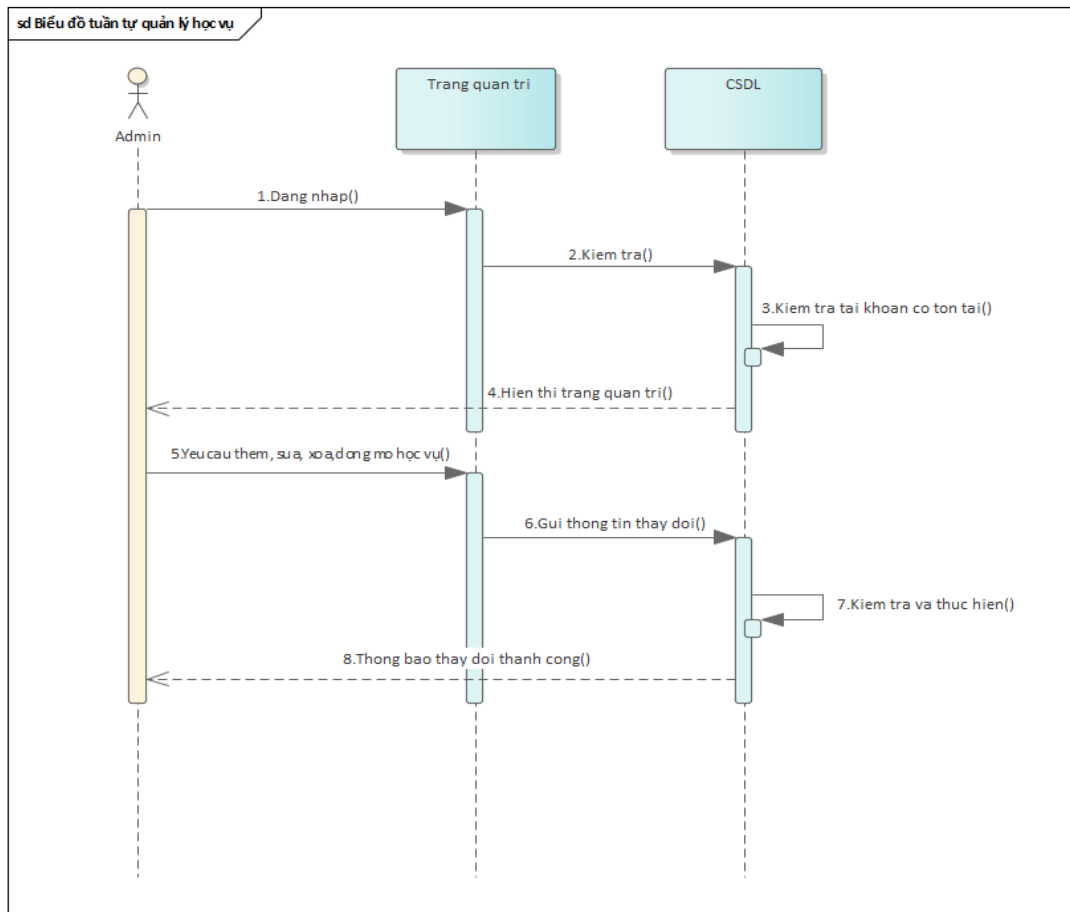 sd Biểu đồ tuần tự quản lý học vụ
Admin
Trang quan tri
CSDL
1.Dang nhap()
2.Kiem tra()
3.Kiem tra tai khoan co ton tai()
4.Hien thi trang quan tri()
5.Yeu cau them, sua, xoa,dong mo học vụ()
6.Gui thong tin thay doi()
7.Kiem tra va thuc hien()
8.Thong bao thay doi thanh cong()